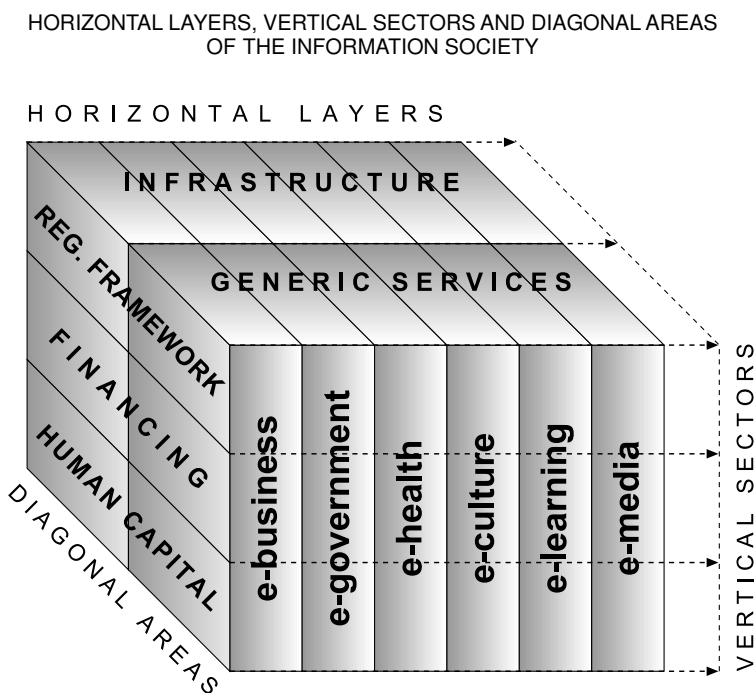 HORIZONTAL LAYERS, VERTICAL SECTORS AND DIAGONAL AREAS
OF THE INFORMATION SOCIETY
HORIZONTAL LAYERS
INFRASTRUCTURE
GENERIC SERVICES
REG. FRAMEWORK
FINANCING
HUMAN CAPITAL
DIAGONAL AREAS
e-business
e-government
e-health
e-culture
e-learning
e-media
VERTICAL SECTORS